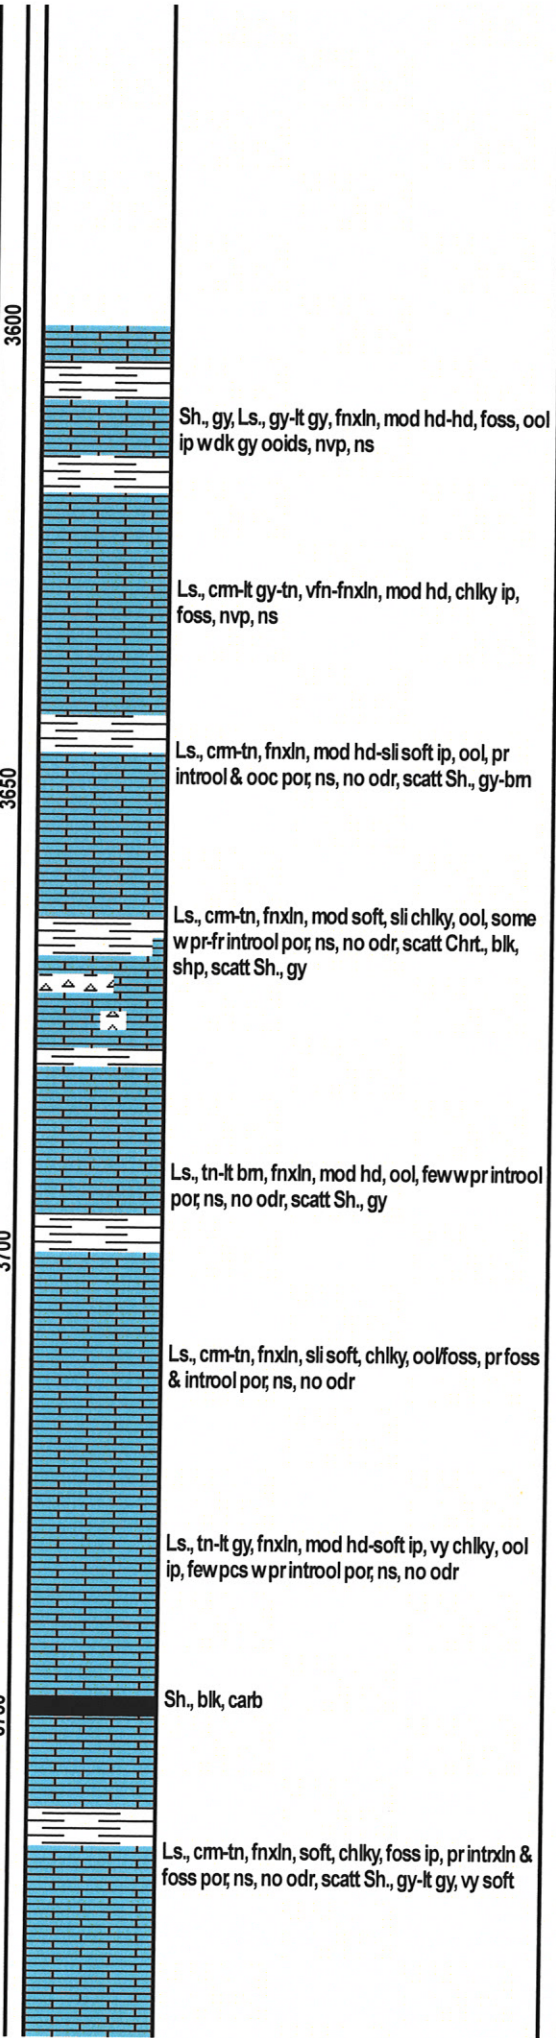 3600
Sh., gy, Ls., gy-lt gy, fnxln, mod hd-hd, foss, ool
ip w dk gy ooids, nvp, ns
Ls., crm-lt gy-tn, vfn-fnxln, mod hd, chlky ip,
foss, nvp, ns
3650
Ls., crm-tn, fnxln, mod hd-sli soft ip, ool, pr
introol & ooc por, ns, no odr, scatt Sh., gy-brn
Ls., crm-tn, fnxln, mod soft, sli chlky, ool, some
w pr-fr introol por, ns, no odr, scatt Chrt., blk,
shp, scatt Sh., gy
Ls., tn-lt brn, fnxln, mod hd, ool, few w pr introol
por, ns, no odr, scatt Sh., gy
3700
Ls., crm-tn, fnxln, sli soft, chlky, ool/foss, pr foss
& introol por, ns, no odr
Ls., tn-lt gy, fnxln, mod hd-soft ip, vy chlky, ool
ip, few pcs w pr introol por, ns, no odr
Sh., blk, carb
Ls., crm-tn, fnxln, soft, chlky, foss ip, pr intrxln &
foss por, ns, no odr, scatt Sh., gy-lt gy, vy soft